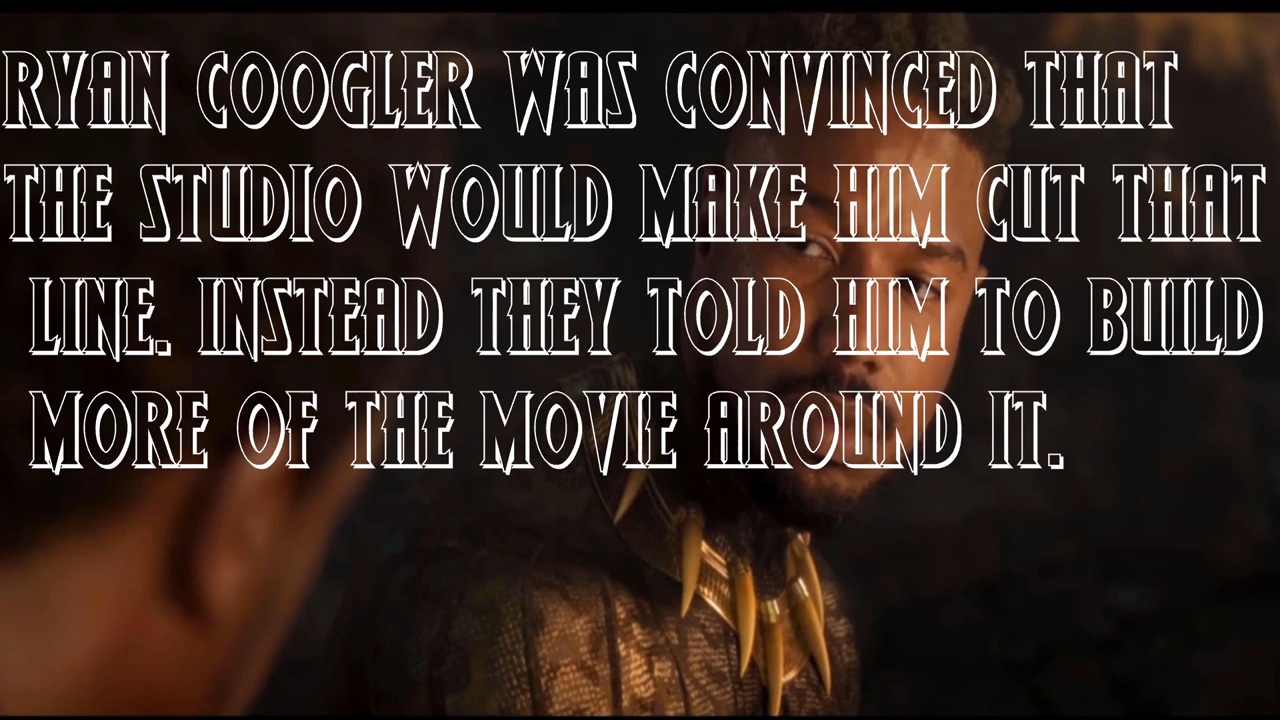 RYAN COOGLER WAS CONVINCED THAT
THE STUDIO WOULD MAKE HIM CUT THAT
LINE. INSTEAD THEY TOLD HIM TO BUILD
MORE OF THE MOVIE AROUND IT.